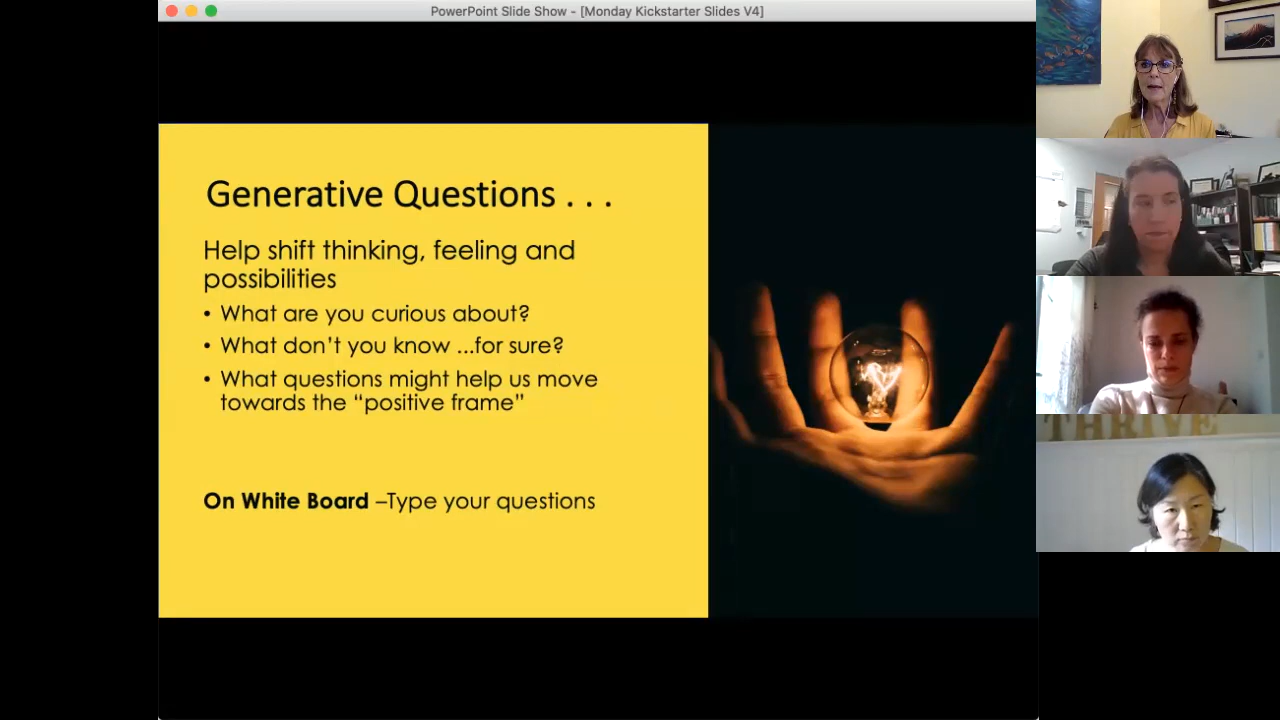 PowerPoint Slide Show - [Monday Kickstarter Slides V4]
Generative Questions . . .
Help shift thinking, feeling and
possibilities
• What are you curious about?
• What don’t you know ...for sure?
• What questions might help us move
towards the “positive frame”
On White Board –Type your questions
THRIVE